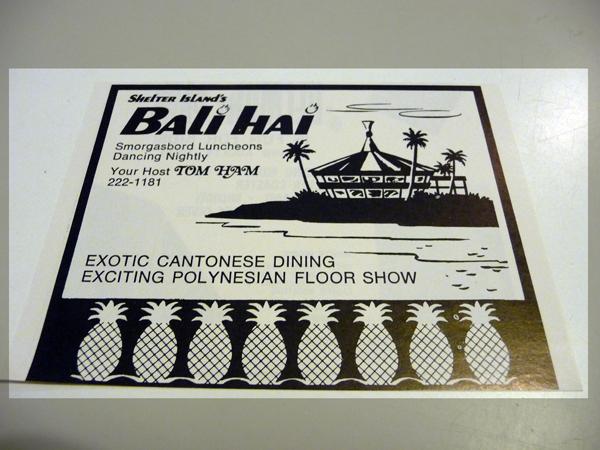 Shelter Island's
Bali Hai
Smorgasbord Luncheons
Dancing Nightly
Your Host TOM HAM
222-1181
EXOTIC CANTONESE DINING
EXCITING POLYNESIAN FLOOR SHOW